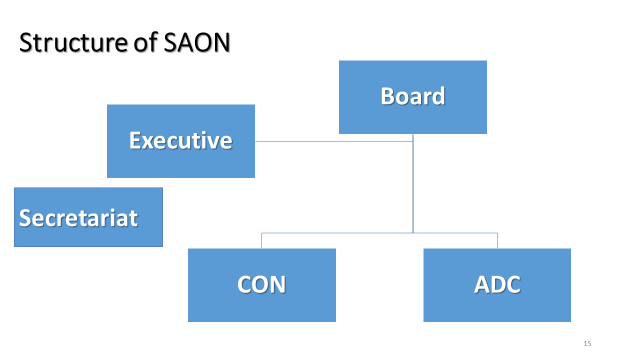 Structure of SAON
Board
Executive
Secretariat
CON
ADC
15